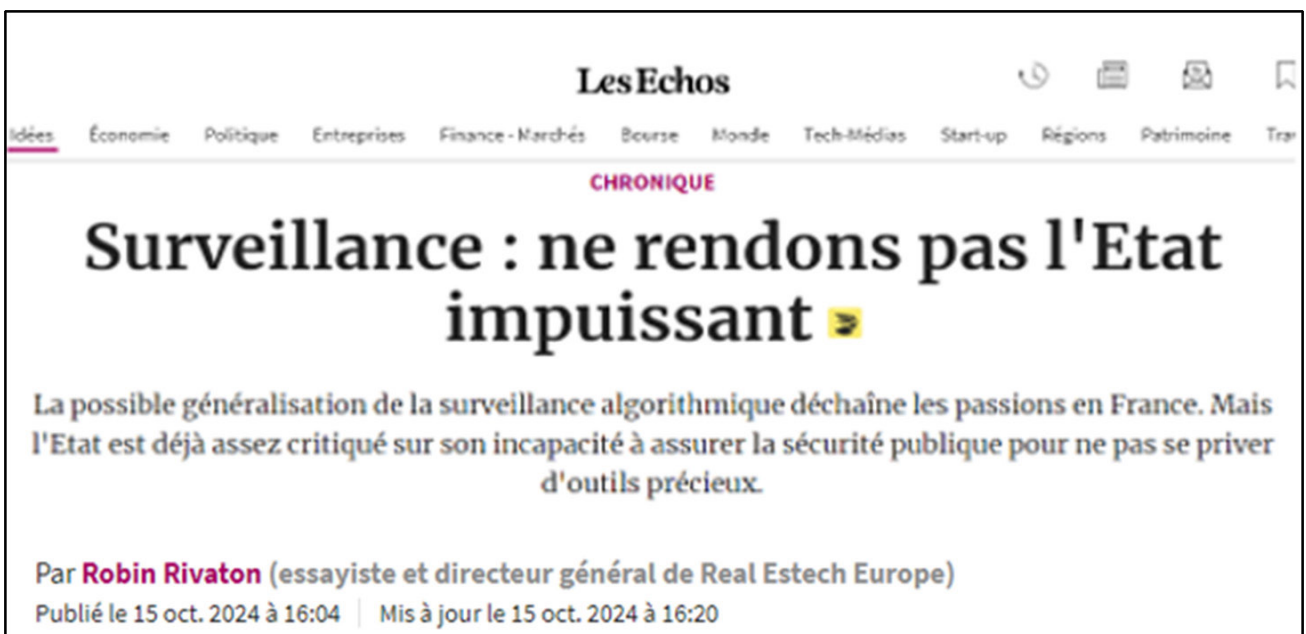 Les Echos
Idées Économie Politique Entreprises Finance - Marchés Bourse Monde Tech-Médias Start-up Régions Patrimoine
CHRONIQUE
Surveillance : ne rendons pas l'Etat
impuissant
La possible généralisation de la surveillance algorithmique déchaîne les passions en France. Mais
l'Etat est déjà assez critiqué sur son incapacité à assurer la sécurité publique pour ne pas se priver
d'outils précieux.
Par Robin Rivaton (essayiste et directeur général de Real Estech Europe)
Publié le 15 oct. 2024 à 16:04 Mis à jour le 15 oct. 2024 à 16:20